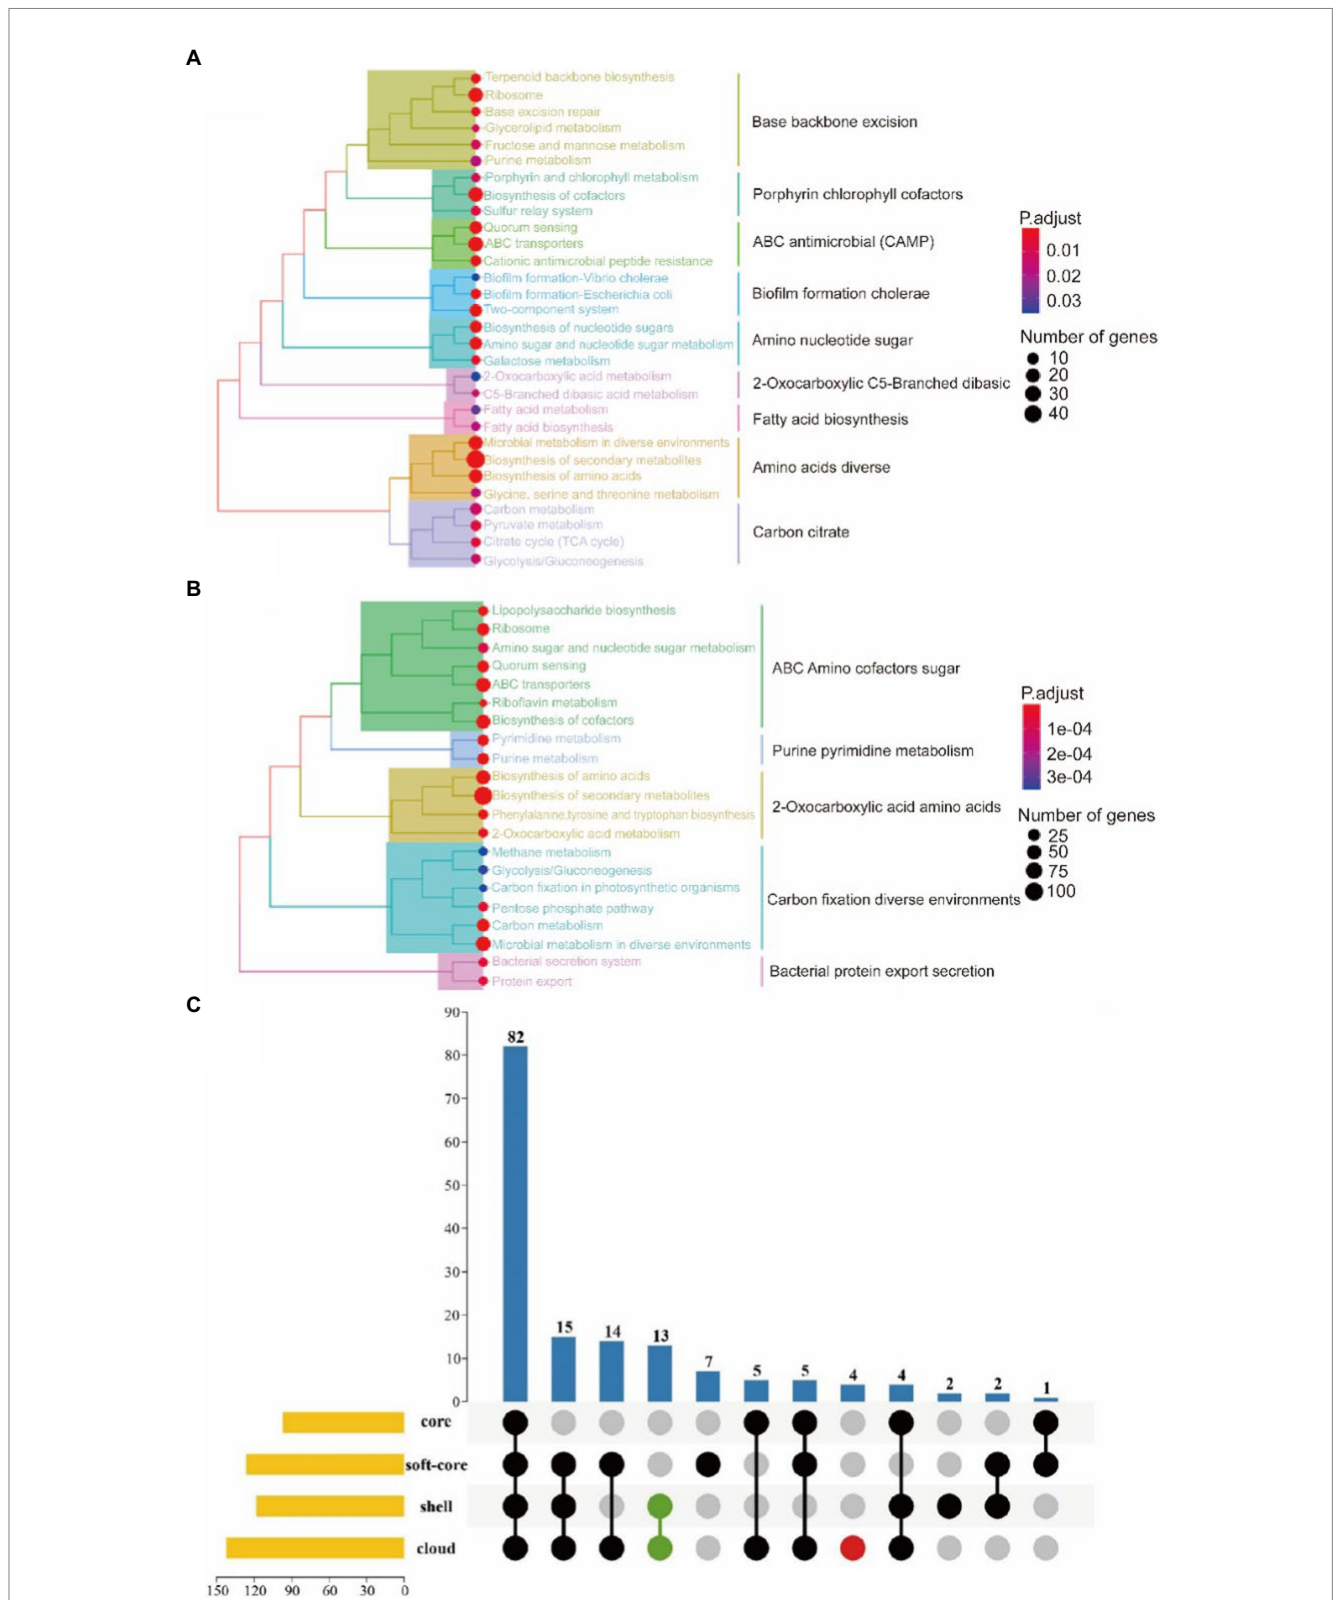 A
Terpenoid backbone biosynthesis
Ribosome
Base excision repair
Glycerolipid metabolism
Fructose and mannose metabolism
Purine metabolism
Base backbone excision
Porphyrin and chlorophyll metabolism
Biosynthesis of cofactors
Sulfur relay system
Porphyrin chlorophyll cofactors
Quorum sensing
ABC transporters
Cationic antimicrobial peptide resistance
ABC antimicrobial (CAMP)
Biofilm formation-Vibrio cholerae
Biofilm formation-Escherichia coli
Two-component system
Biofilm formation cholerae
Biosynthesis of nucleotide sugars
Amino sugar and nucleotide sugar metabolism
Galactose metabolism
Amino nucleotide sugar
2-Oxocarboxylic acid metabolism
C5-Branched dibasic acid metabolism
2-Oxocarboxylic C5-Branched dibasic
Fatty acid metabolism
Fatty acid biosynthesis
Fatty acid biosynthesis
Microbial metabolism in diverse environments
Biosynthesis of secondary metabolites
Biosynthesis of amino acids
Glycine, serine and threonine metabolism
Amino acids diverse
Carbon metabolism
Pyruvate metabolism
Citrate cycle (TCA cycle)
Glycolysis/Gluconeogenesis
Carbon citrate
P.adjust
0.01
0.02
0.03
Number of genes
10
20
30
40
B
Lipopolysaccharide biosynthesis
Ribosome
Amino sugar and nucleotide sugar metabolism
Quorum sensing
ABC transporters
Riboflavin metabolism
Biosynthesis of cofactors
ABC Amino cofactors sugar
Pyrimidine metabolism
Purine metabolism
Purine pyrimidine metabolism
Biosynthesis of amino acids
Biosynthesis of secondary metabolites
Phenylalanine,tyrosine and tryptophan biosynthesis
2-Oxocarboxylic acid metabolism
2-Oxocarboxylic acid amino acids
Methane metabolism
Glycolysis/Gluconeogenesis
Carbon fixation in photosynthetic organisms
Pentose phosphate pathway
Carbon metabolism
Microbial metabolism in diverse environments
Carbon fixation diverse environments
Bacterial secretion system
Protein export
Bacterial protein export secretion
P.adjust
1e-04
2e-04
3e-04
Number of genes
25
50
75
100
C
90
80
70
60
50
40
30
20
10
0
82
15
14
13
7
5
5
4
4
2
2
1
core
soft-core
shell
cloud
150 120 90 60 30 0